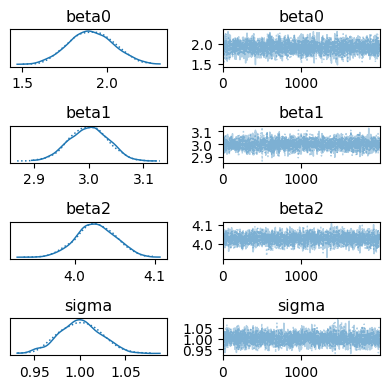 beta0 beta0
2.0
1.5
1.5 2.0 0 1000
beta1 beta1
3.1
3.0
2.9
2.9 3.0 3.1 0 1000
beta2 beta2
4.1
4.0
4.0 4.1 0 1000
sigma sigma
1.05
1.00
0.95
0.95 1.00 1.05 0 1000